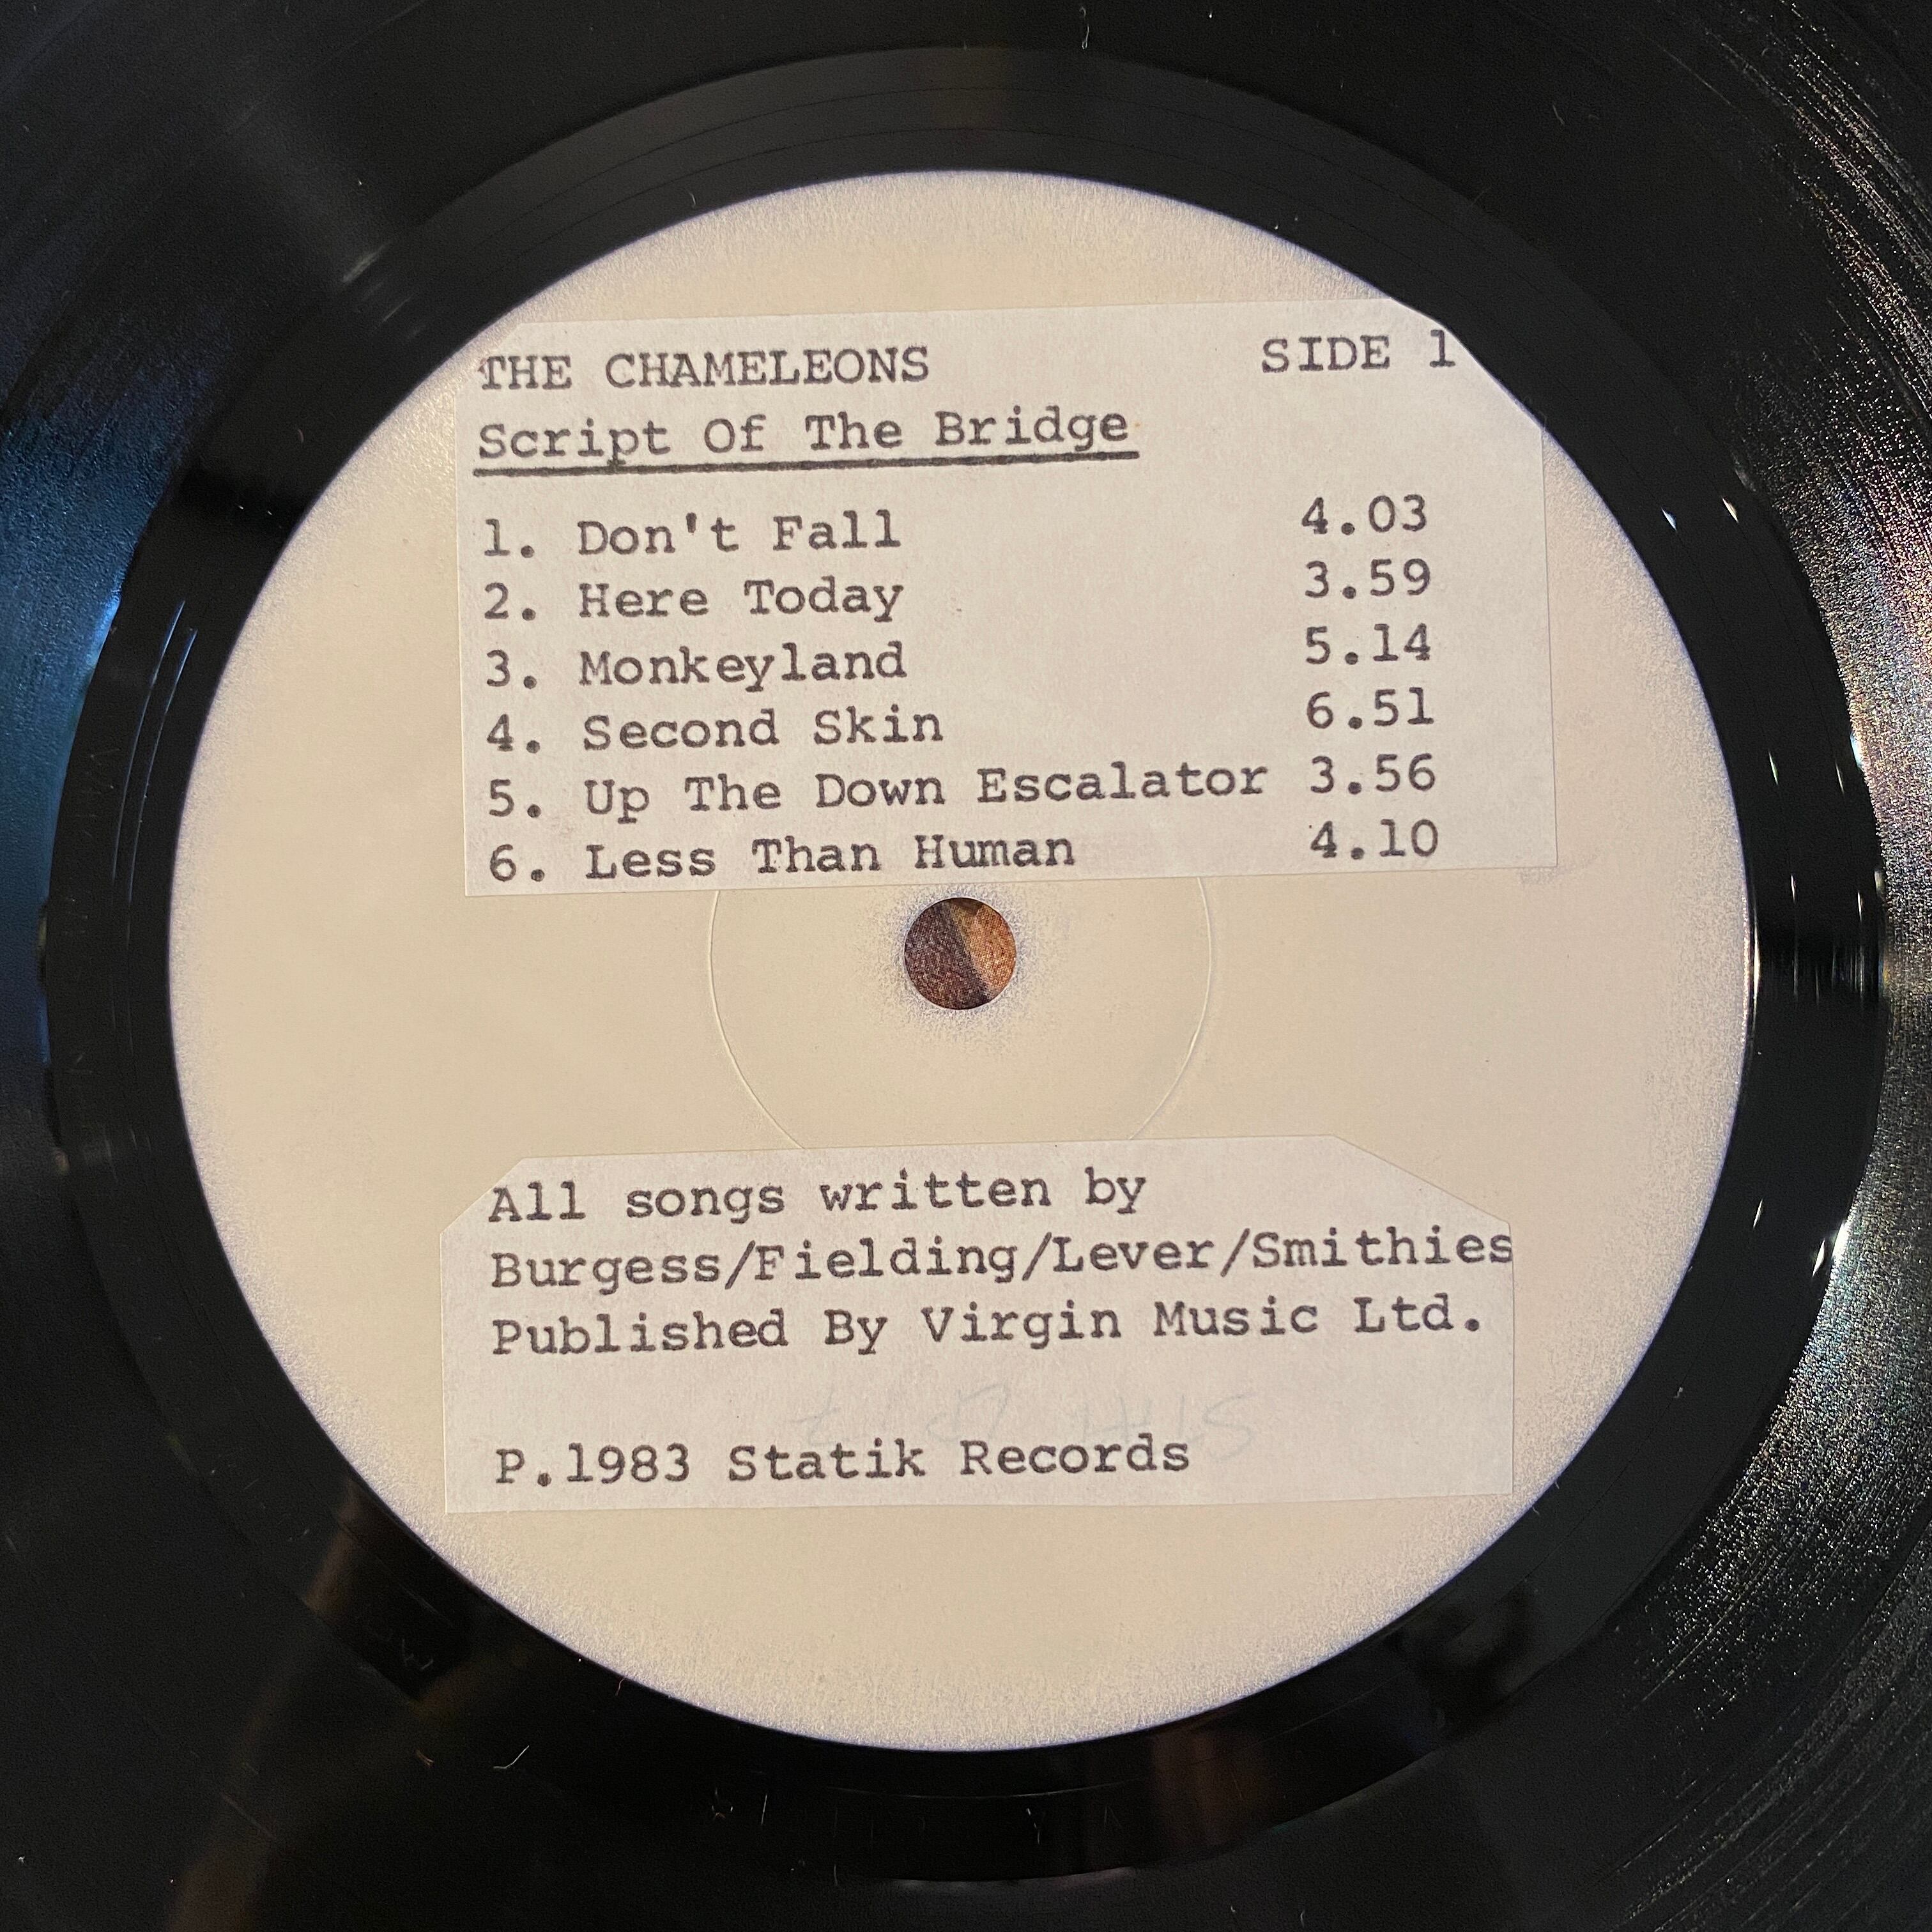 THE CHAMELEONS SIDE 1
Script Of The Bridge
1. Don't Fall 4.03
2. Here Today 3.59
3. Monkeyland 5.14
4. Second Skin 6.51
5. Up The Down Escalator 3.56
6. Less Than Human 4.10
All songs written by
Burgess/Fielding/Lever/Smithies
Published By Virgin Music Ltd.
P.1983 Statik Records